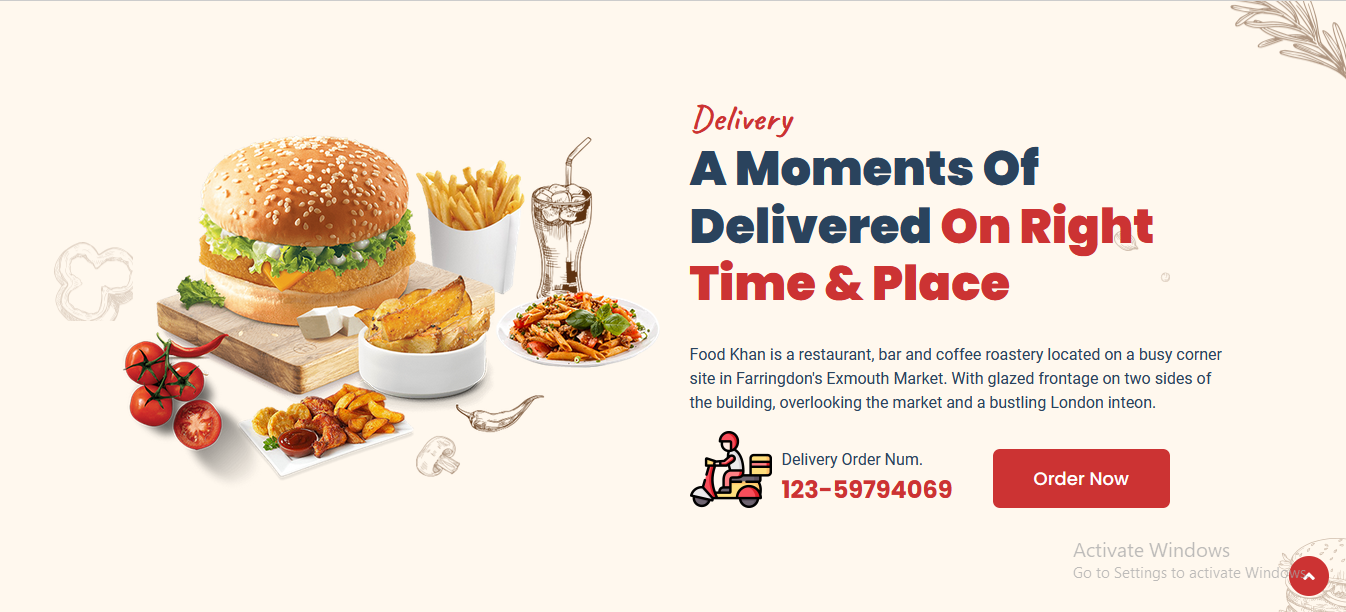 Delivery
A Moments Of
Delivered On Right
Time & Place
Food Khan is a restaurant, bar and coffee roastery located on a busy corner
site in Farringdon's Exmouth Market. With glazed frontage on two sides of
the building, overlooking the market and a bustling London inteon.
Delivery Order Num.
123-59794069
Order Now
Activate Windows
Go to Settings to activate Windows.